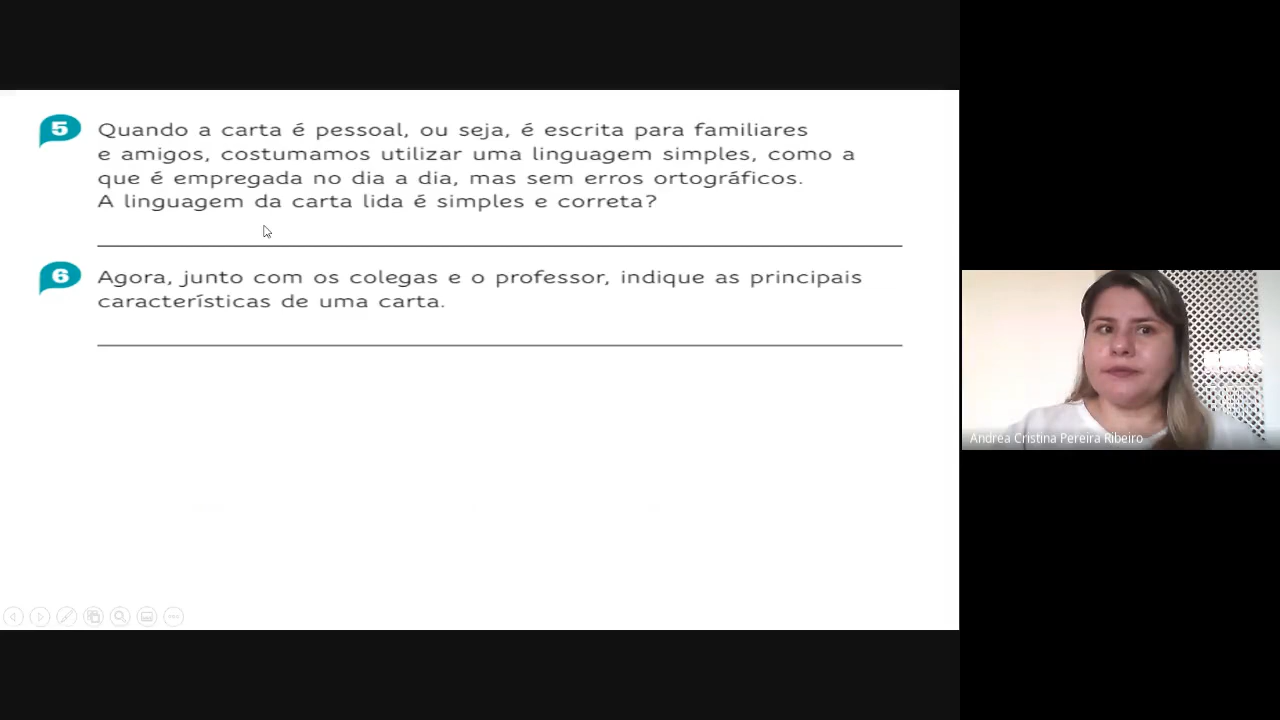 5
Quando a carta é pessoal, ou seja, é escrita para familiares
e amigos, costumamos utilizar uma linguagem simples, como a
que é empregada no dia a dia, mas sem erros ortográficos.
A linguagem da carta lida é simples e correta?
6
Agora, junto com os colegas e o professor, indique as principais
características de uma carta.
Andrea Cristina Pereira Ribeiro